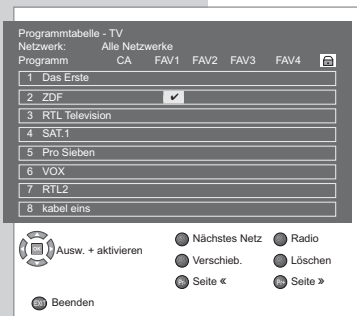 Programmtabelle - TV
Netzwerk: Alle Netzwerke
Programm CA FAV1 FAV2 FAV3 FAV4
1 Das Erste
2 ZDF ✔
3 RTL Television
4 SAT.1
5 Pro Sieben
6 VOX
7 RTL2
8 kabel eins
OK Ausw. + aktivieren
Nächstes Netz Radio
Verschieb. Löschen
Pr- Seite « Pr+ Seite »
EXIT Beenden